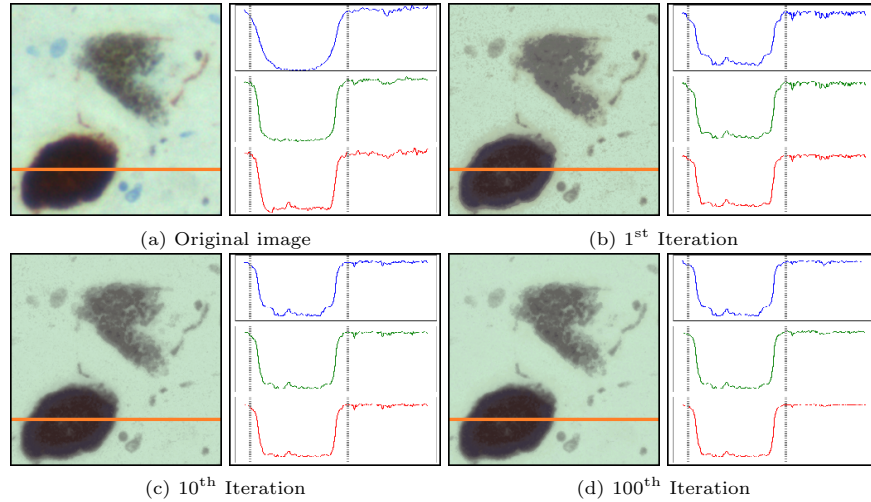 (a) Original image
(b) 1st Iteration
(c) 10th Iteration
(d) 100th Iteration